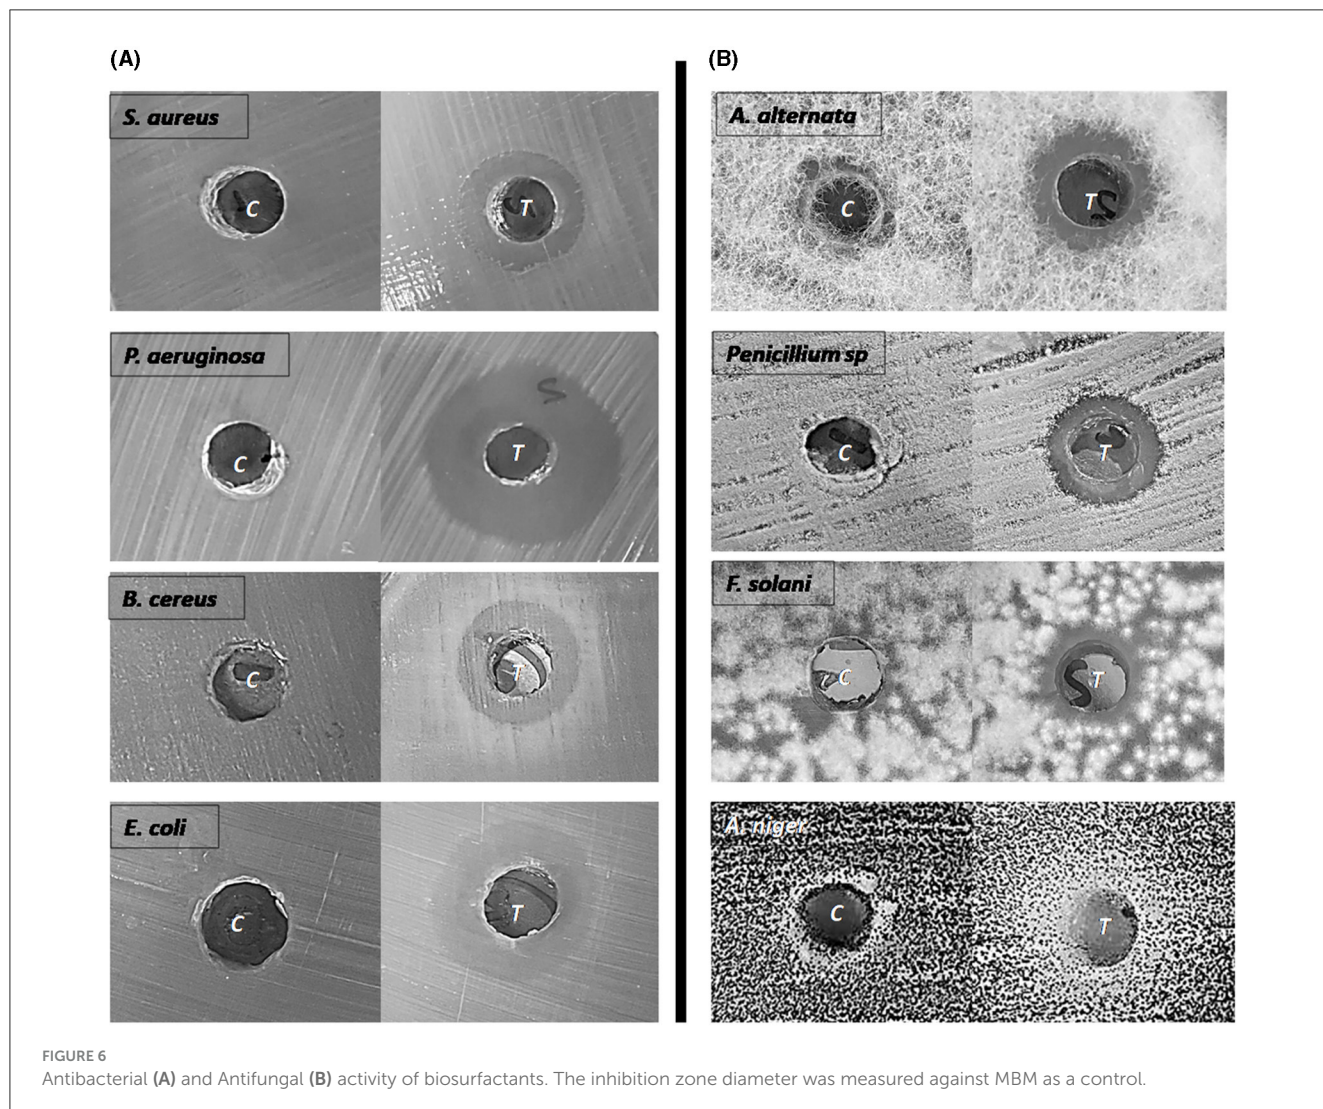 (A)
(B)
S. aureus
C
T
A. alternata
C
T S
P. aeruginosa
S
C
T
Penicillium sp
C
T
B. cereus
C
T
F. solani
C
S T
E. coli
C
T
A. niger
C
T
FIGURE 6
Antibacterial (A) and Antifungal (B) activity of biosurfactants. The inhibition zone diameter was measured against MBM as a control.